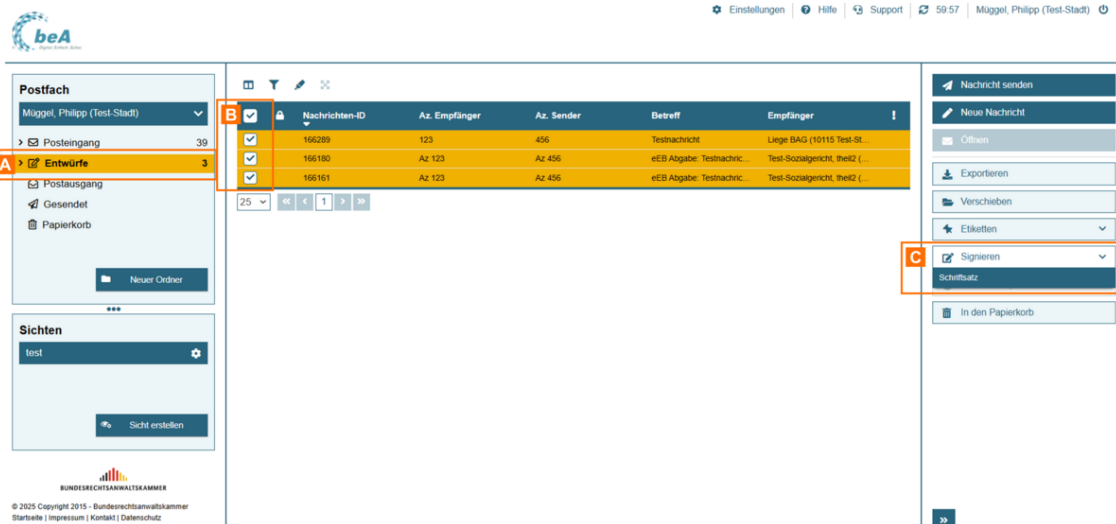 Einstellungen Hilfe Support 59:57 Müggel, Philipp (Test-Stadt)
beA
Digital. Einfach. Sicher.
Postfach
Müggel, Philipp (Test-Stadt)
Posteingang 39
A
Entwürfe 3
Postausgang
Gesendet
Papierkorb
Neuer Ordner
Sichten
test
Sicht erstellen
BUNDESRECHTSANWALTSKAMMER
© 2025 Copyright 2015 - Bundesrechtsanwaltskammer
Startseite | Impressum | Kontakt | Datenschutz
B
Nachrichten-ID Az. Empfänger Az. Sender Betreff Empfänger !
166289 123 456 Testnachricht Liege BAG (10115 Test-St...
166180 Az 123 Az 456 eEB Abgabe: Testnachric... Test-Sozialgericht, theil2 (...
166161 Az 123 Az 456 eEB Abgabe: Testnachric... Test-Sozialgericht, theil2 (...
25 « ‹ 1 › »
Nachricht senden
Neue Nachricht
Öffnen
Exportieren
Verschieben
Etiketten
C
Signieren
Schriftsatz
In den Papierkorb
»